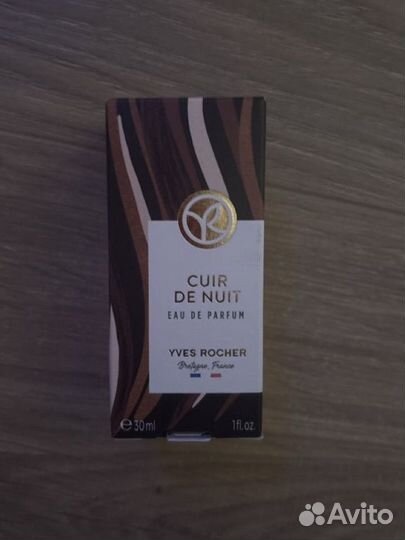 CUIR
DE NUIT
EAU DE PARFUM
YVES ROCHER
Bretagne, France
℮30ml 1fl.oz.
Avito